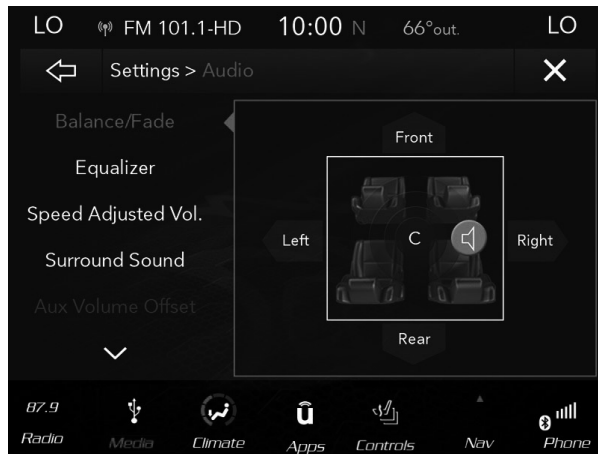 LO FM 101.1-HD 10:00 N 66°out. LO
Settings > Audio
Balance/Fade
Equalizer
Speed Adjusted Vol.
Surround Sound
Aux Volume Offset
Front
Left C Right
Rear
87.9
Radio Media Climate Apps Controls Nav Phone